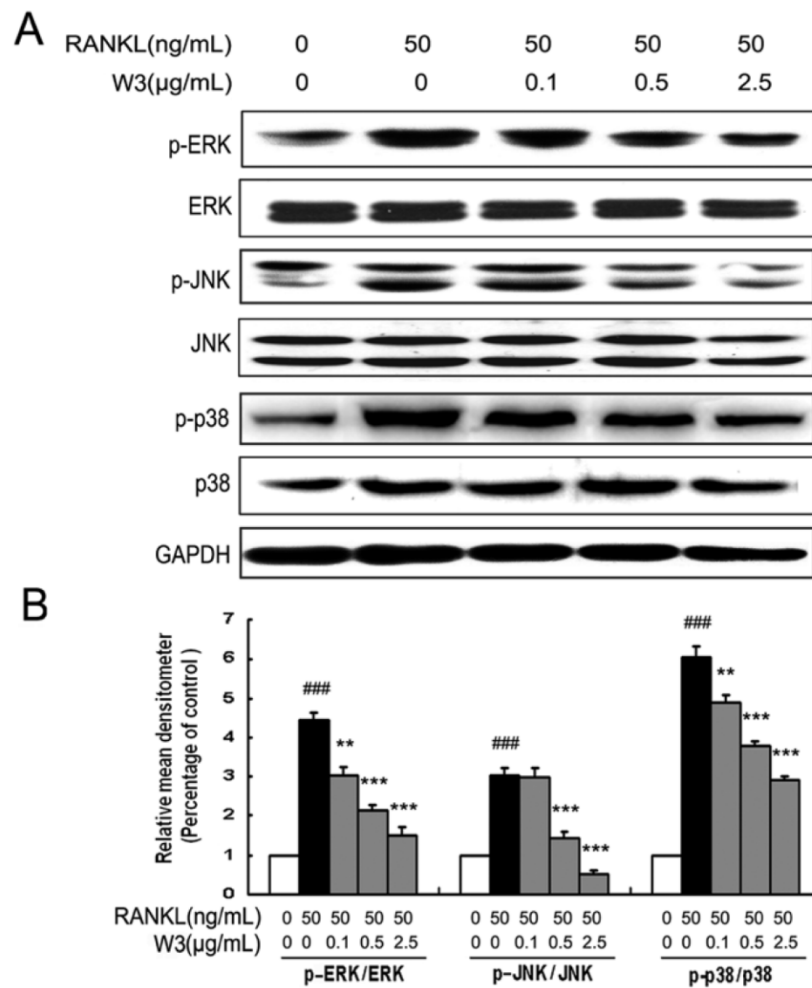 A
RANKL(ng/mL) 0 50 50 50 50
W3(µg/mL) 0 0 0.1 0.5 2.5
p-ERK
ERK
p-JNK
JNK
p-p38
p38
GAPDH
B
Relative mean densitometer
(Percentage of control )
7
6
5
4
3
2
1
0
### ** *** ***
### *** ***
### ** *** ***
RANKL(ng/mL) 0 50 50 50 50 0 50 50 50 50 0 50 50 50 50
W3(µg/mL) 0 0 0.1 0.5 2.5 0 0 0.1 0.5 2.5 0 0 0.1 0.5 2.5
p-ERK/ERK p-JNK/JNK p-p38/p38